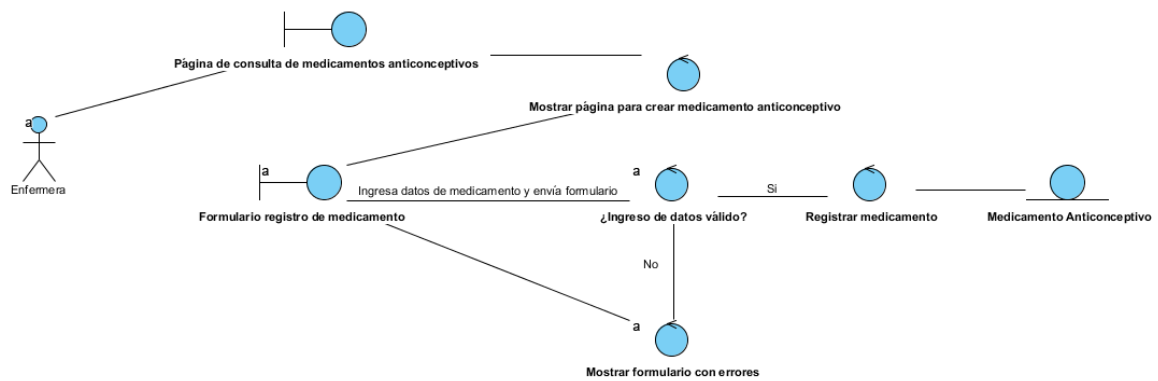 Página de consulta de medicamentos anticonceptivos
Mostrar página para crear medicamento anticonceptivo
a
Enfermera
a
Formulario registro de medicamento
Ingresa datos de medicamento y envía formulario
a
¿Ingreso de datos válido?
Si
Registrar medicamento
Medicamento Anticonceptivo
No
a
Mostrar formulario con errores